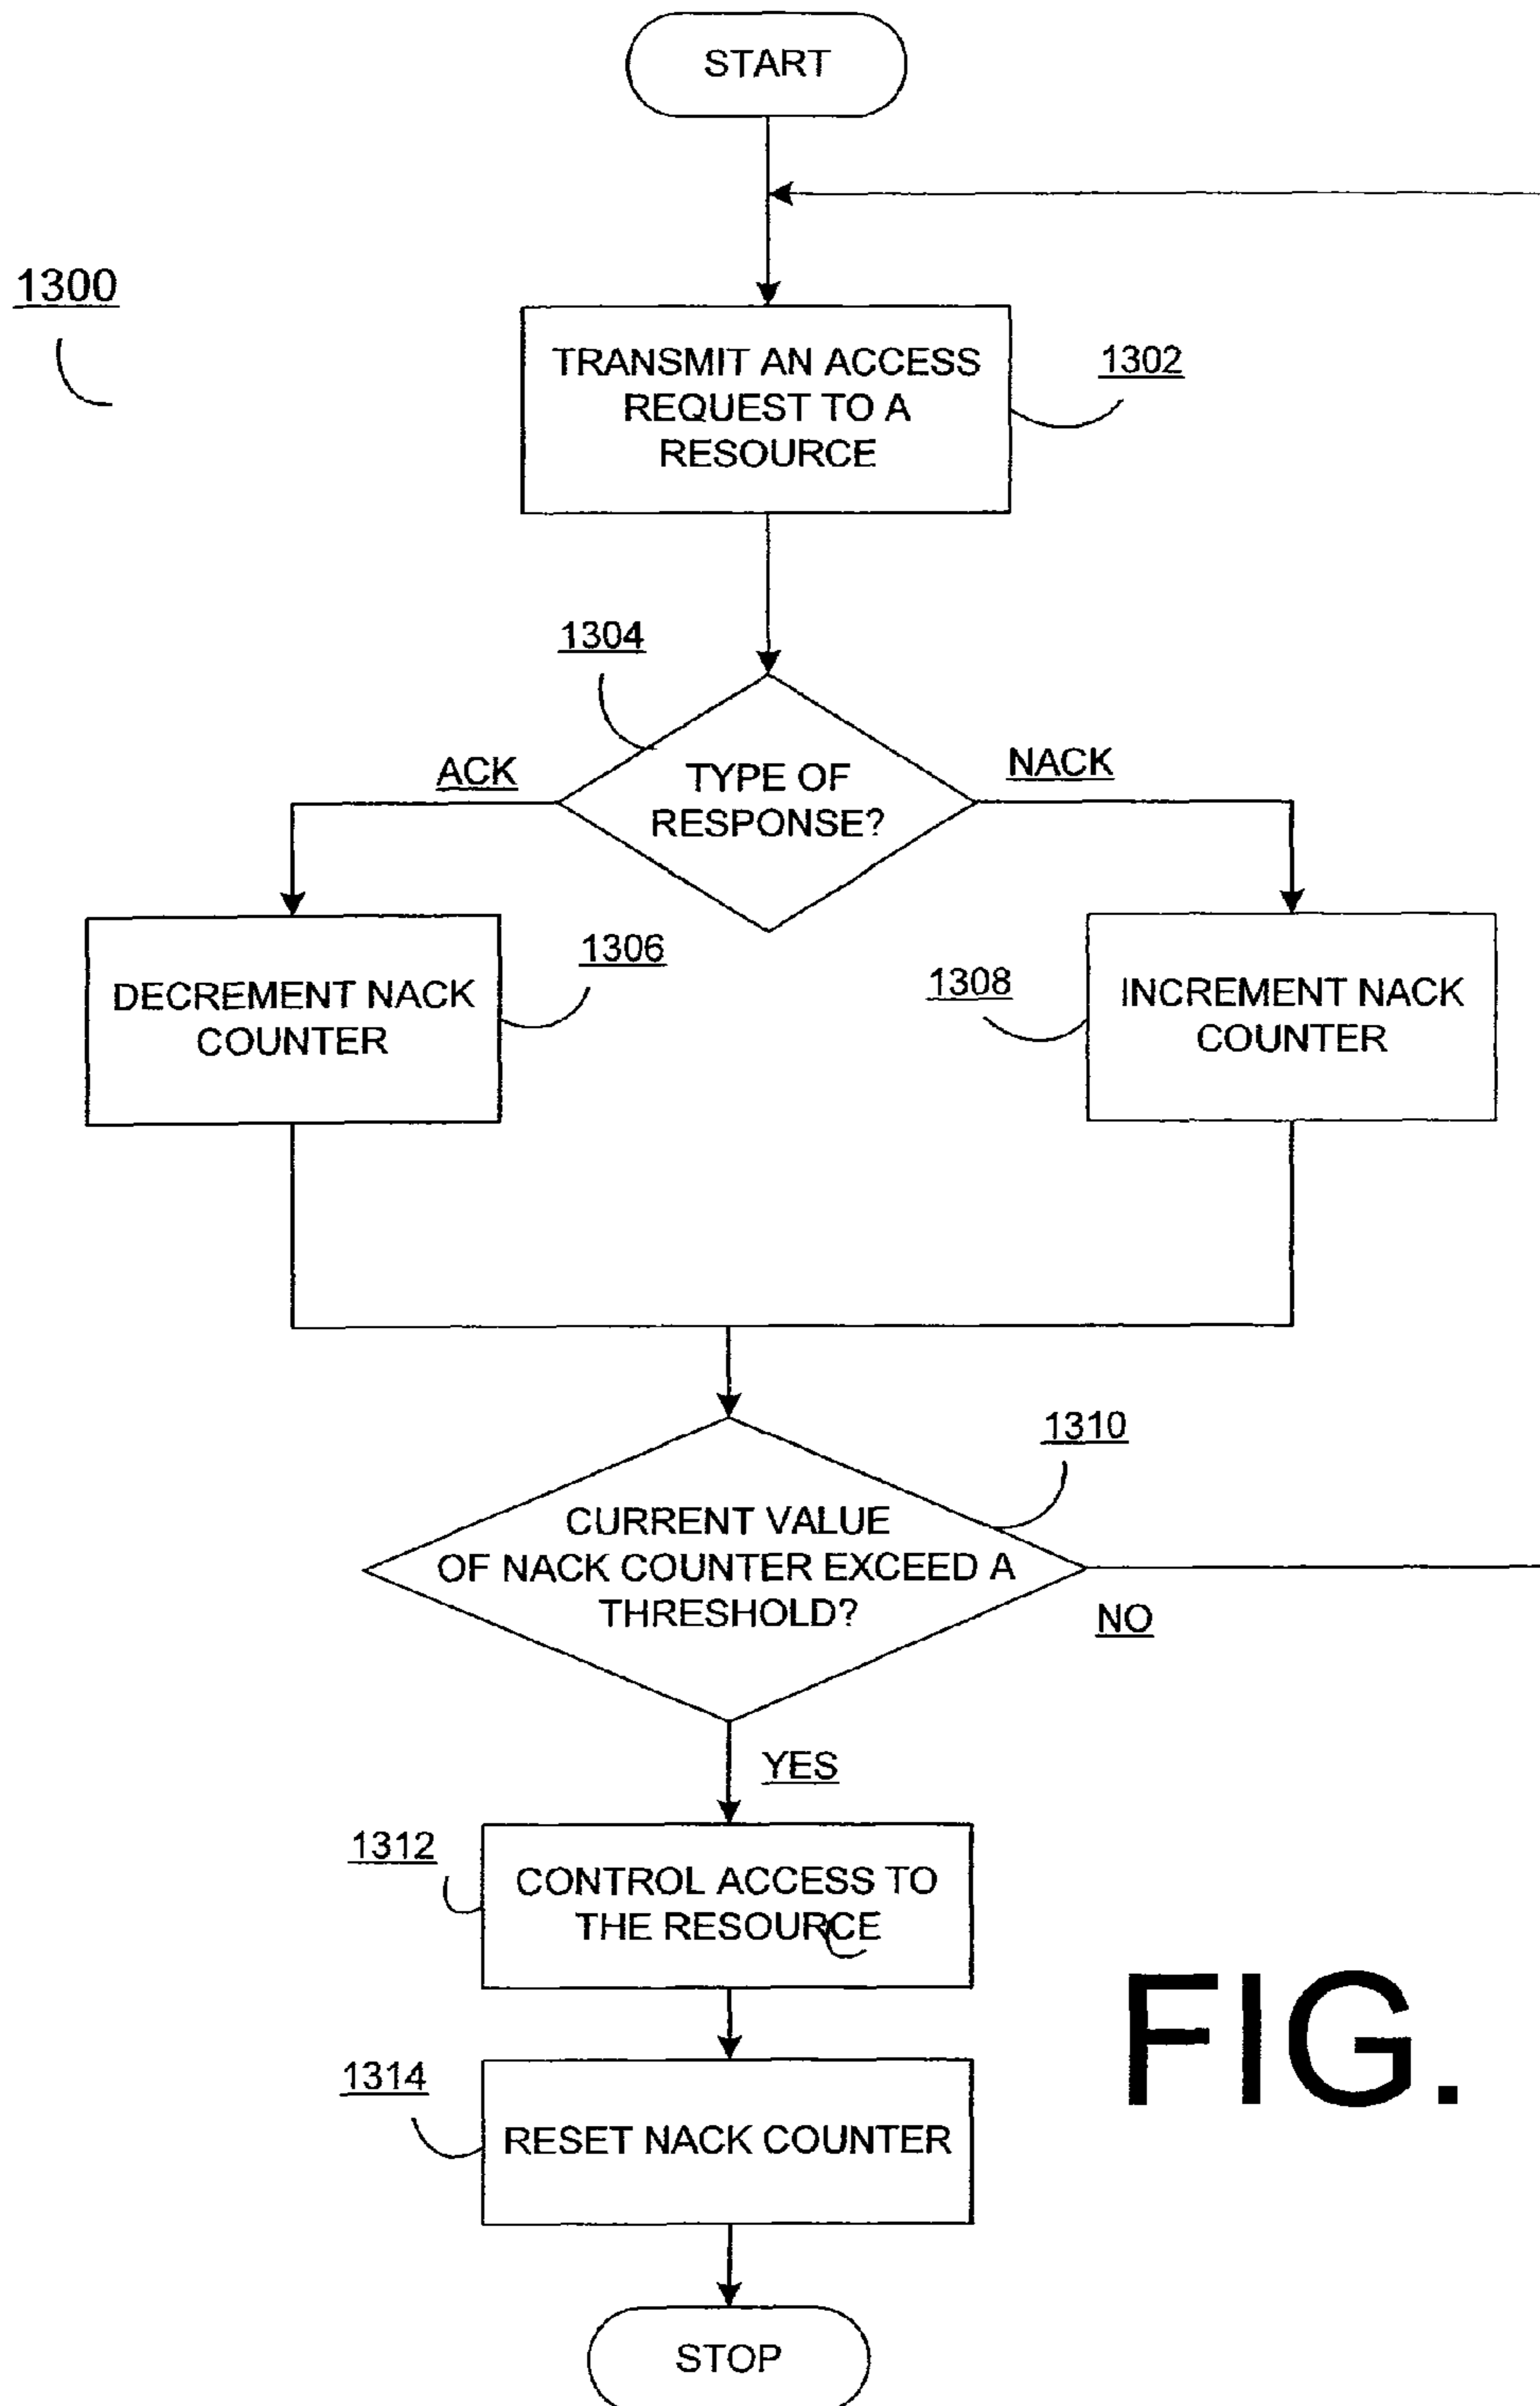 START
1300
TRANSMIT AN ACCESS
REQUEST TO A
RESOURCE
1302
1304
ACK
TYPE OF
RESPONSE?
NACK
DECREMENT NACK
COUNTER
1306
1308
INCREMENT NACK
COUNTER
1310
CURRENT VALUE
OF NACK COUNTER EXCEED A
THRESHOLD?
NO
YES
1312
CONTROL ACCESS TO
THE RESOURCE
FIG.
1314
RESET NACK COUNTER
STOP